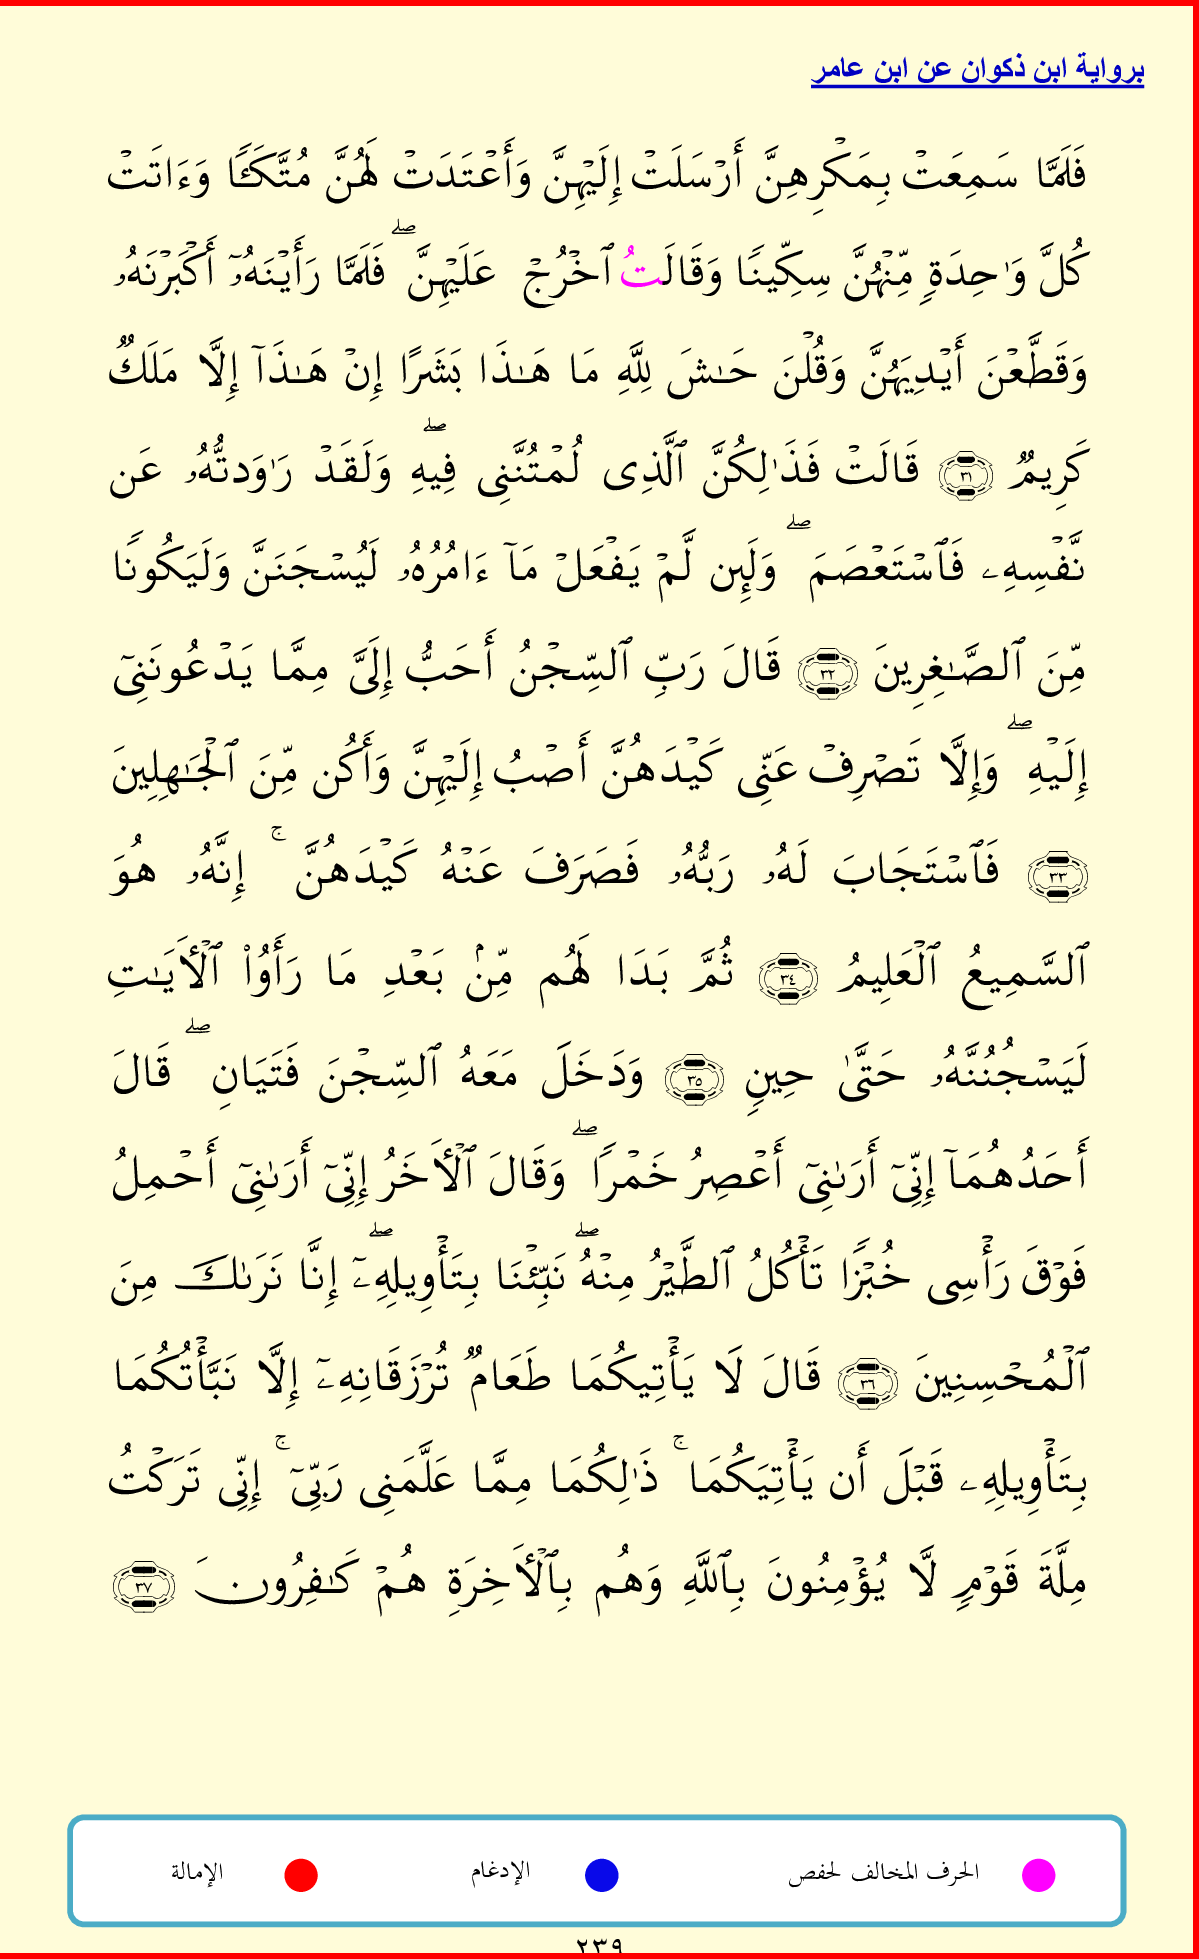 برواية ابن ذكوان عن ابن عامر
فَلَمَّا سَمِعَتۡ بِمَكۡرِهِنَّ أَرۡسَلَتۡ إِلَيۡهِنَّ وَأَعۡتَدَتۡ لَهُنَّ مُتَّكَـٔٗا وَءَاتَتۡ
كُلَّ وَٰحِدَةٖ مِّنۡهُنَّ سِكِّينٗا وَقَالَتُ ٱخۡرُجۡ عَلَيۡهِنَّۖ فَلَمَّا رَأَيۡنَهُۥٓ أَكۡبَرۡنَهُۥ
وَقَطَّعۡنَ أَيۡدِيَهُنَّ وَقُلۡنَ حَٰشَ لِلَّهِ مَا هَٰذَا بَشَرًا إِنۡ هَٰذَآ إِلَّا مَلَكٞ
كَرِيمٞ ٣١ قَالَتۡ فَذَٰلِكُنَّ ٱلَّذِي لُمۡتُنَّنِي فِيهِۖ وَلَقَدۡ رَٰوَدتُّهُۥ عَن
نَّفۡسِهِۦ فَٱسۡتَعۡصَمَۖ وَلَئِن لَّمۡ يَفۡعَلۡ مَآ ءَامُرُهُۥ لَيُسۡجَنَنَّ وَلَيَكُونٗا
مِّنَ ٱلصَّٰغِرِينَ ٣٢ قَالَ رَبِّ ٱلسِّجۡنُ أَحَبُّ إِلَيَّ مِمَّا يَدۡعُونَنِيٓ
إِلَيۡهِۖ وَإِلَّا تَصۡرِفۡ عَنِّي كَيۡدَهُنَّ أَصۡبُ إِلَيۡهِنَّ وَأَكُن مِّنَ ٱلۡجَٰهِلِينَ
٣٣ فَٱسۡتَجَابَ لَهُۥ رَبُّهُۥ فَصَرَفَ عَنۡهُ كَيۡدَهُنَّۚ إِنَّهُۥ هُوَ
ٱلسَّمِيعُ ٱلۡعَلِيمُ ٣٤ ثُمَّ بَدَا لَهُم مِّنۢ بَعۡدِ مَا رَأَوُاْ ٱلۡأٓيَٰتِ
لَيَسۡجُنُنَّهُۥ حَتَّىٰ حِينٖ ٣٥ وَدَخَلَ مَعَهُ ٱلسِّجۡنَ فَتَيَانِۖ قَالَ
أَحَدُهُمَآ إِنِّيٓ أَرَىٰنِيٓ أَعۡصِرُ خَمۡرٗاۖ وَقَالَ ٱلۡأٓخَرُ إِنِّيٓ أَرَىٰنِيٓ أَحۡمِلُ
فَوۡقَ رَأۡسِي خُبۡزٗا تَأۡكُلُ ٱلطَّيۡرُ مِنۡهُۖ نَبِّئۡنَا بِتَأۡوِيلِهِۦٓۖ إِنَّا نَرَىٰكَ مِنَ
ٱلۡمُحۡسِنِينَ ٣٦ قَالَ لَا يَأۡتِيكُمَا طَعَامٞ تُرۡزَقَانِهِۦٓ إِلَّا نَبَّأۡتُكُمَا
بِتَأۡوِيلِهِۦ قَبۡلَ أَن يَأۡتِيَكُمَاۚ ذَٰلِكُمَا مِمَّا عَلَّمَنِي رَبِّيٓۚ إِنِّي تَرَكۡتُ
مِلَّةَ قَوۡمٖ لَّا يُؤۡمِنُونَ بِٱللَّهِ وَهُم بِٱلۡأٓخِرَةِ هُمۡ كَٰفِرُونَ ٣٧
الحرف المخالف لحفص الإدغام الإمالة
٢٣٩